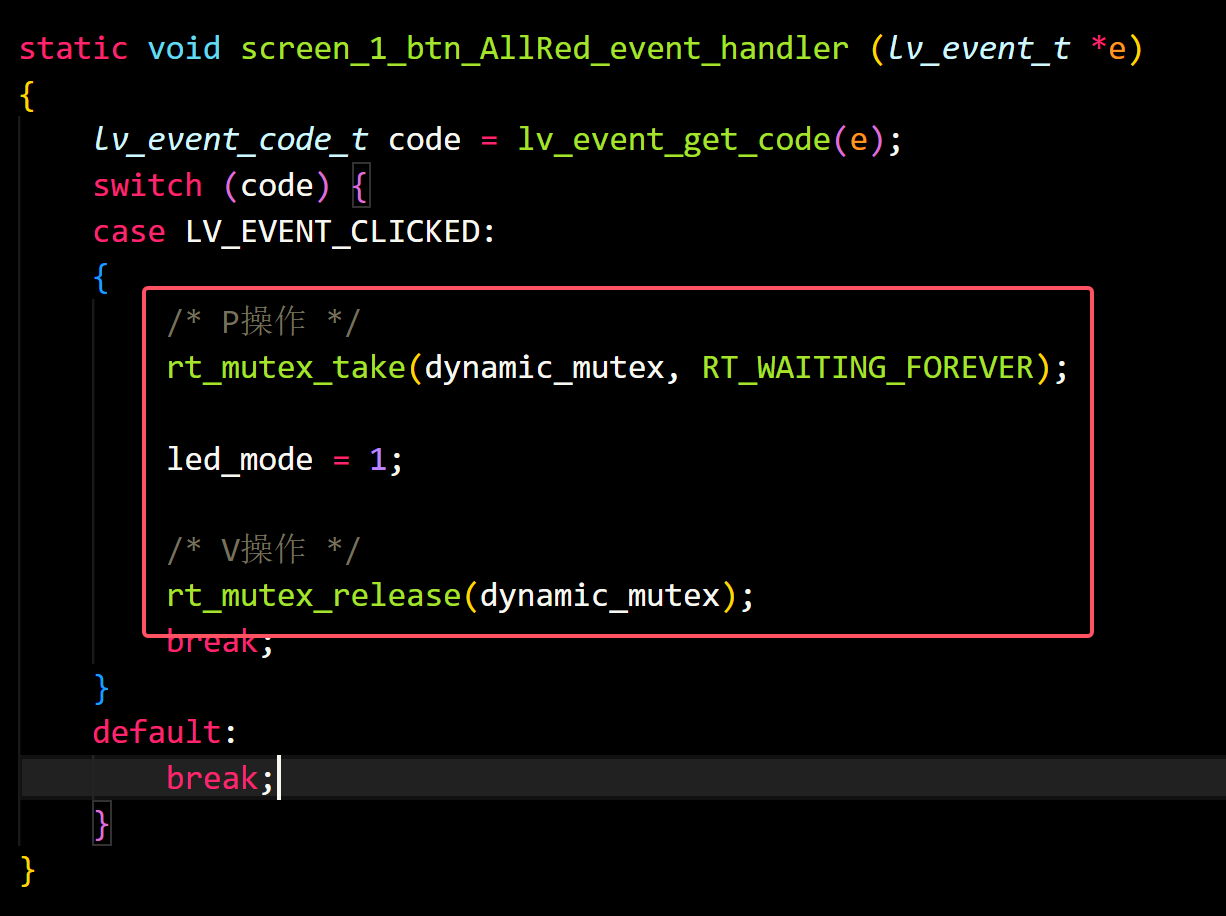 static void screen_1_btn_AllRed_event_handler (lv_event_t *e)
{
lv_event_code_t code = lv_event_get_code(e);
switch (code) {
case LV_EVENT_CLICKED:
{
/* P操作 */
rt_mutex_take(dynamic_mutex, RT_WAITING_FOREVER);
led_mode = 1;
/* V操作 */
rt_mutex_release(dynamic_mutex);
break;
}
default:
break;
}
}